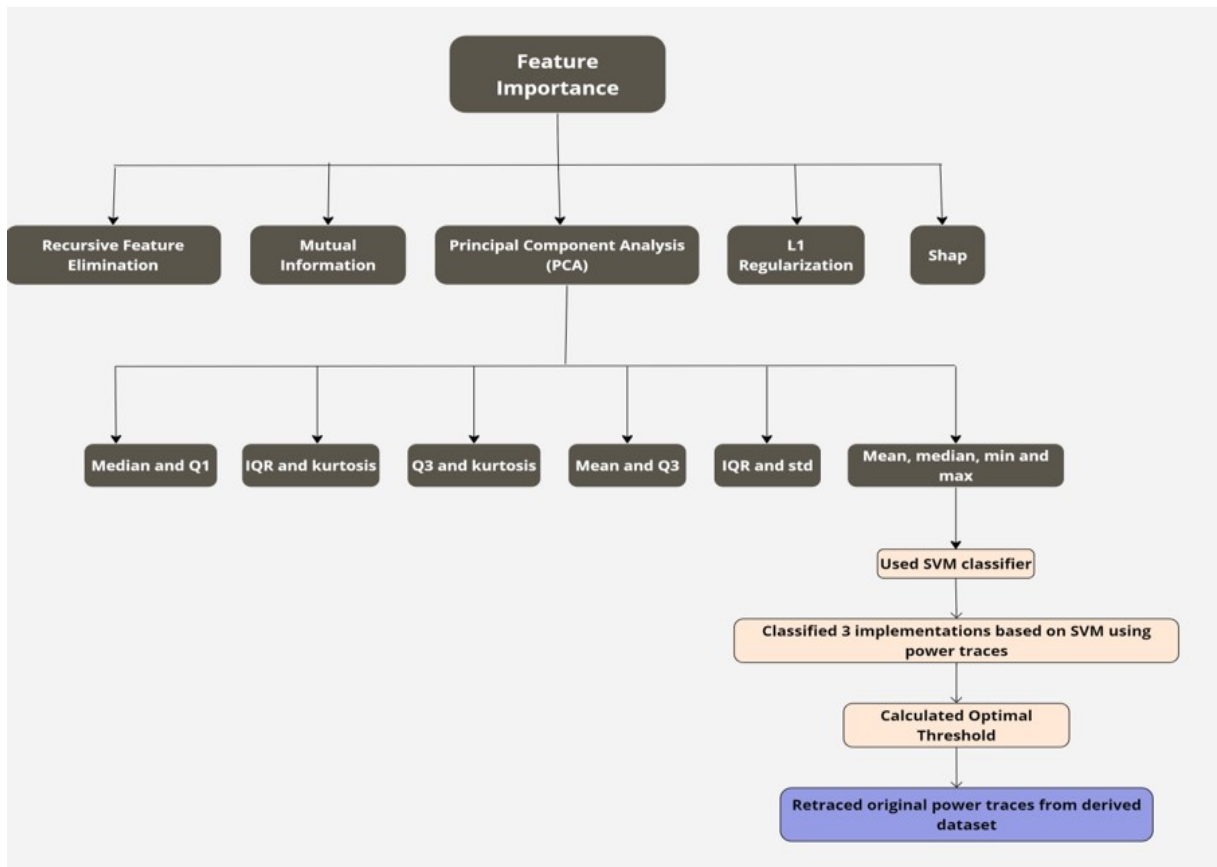 Feature
Importance
Recursive Feature
Elimination
Mutual
Information
Principal Component Analysis
(PCA)
L1
Regularization
Shap
Median and Q1
IQR and kurtosis
Q3 and kurtosis
Mean and Q3
IQR and std
Mean, median, min and
max
Used SVM classifier
Classified 3 implementations based on SVM using
power traces
Calculated Optimal
Threshold
Retraced original power traces from derived
dataset